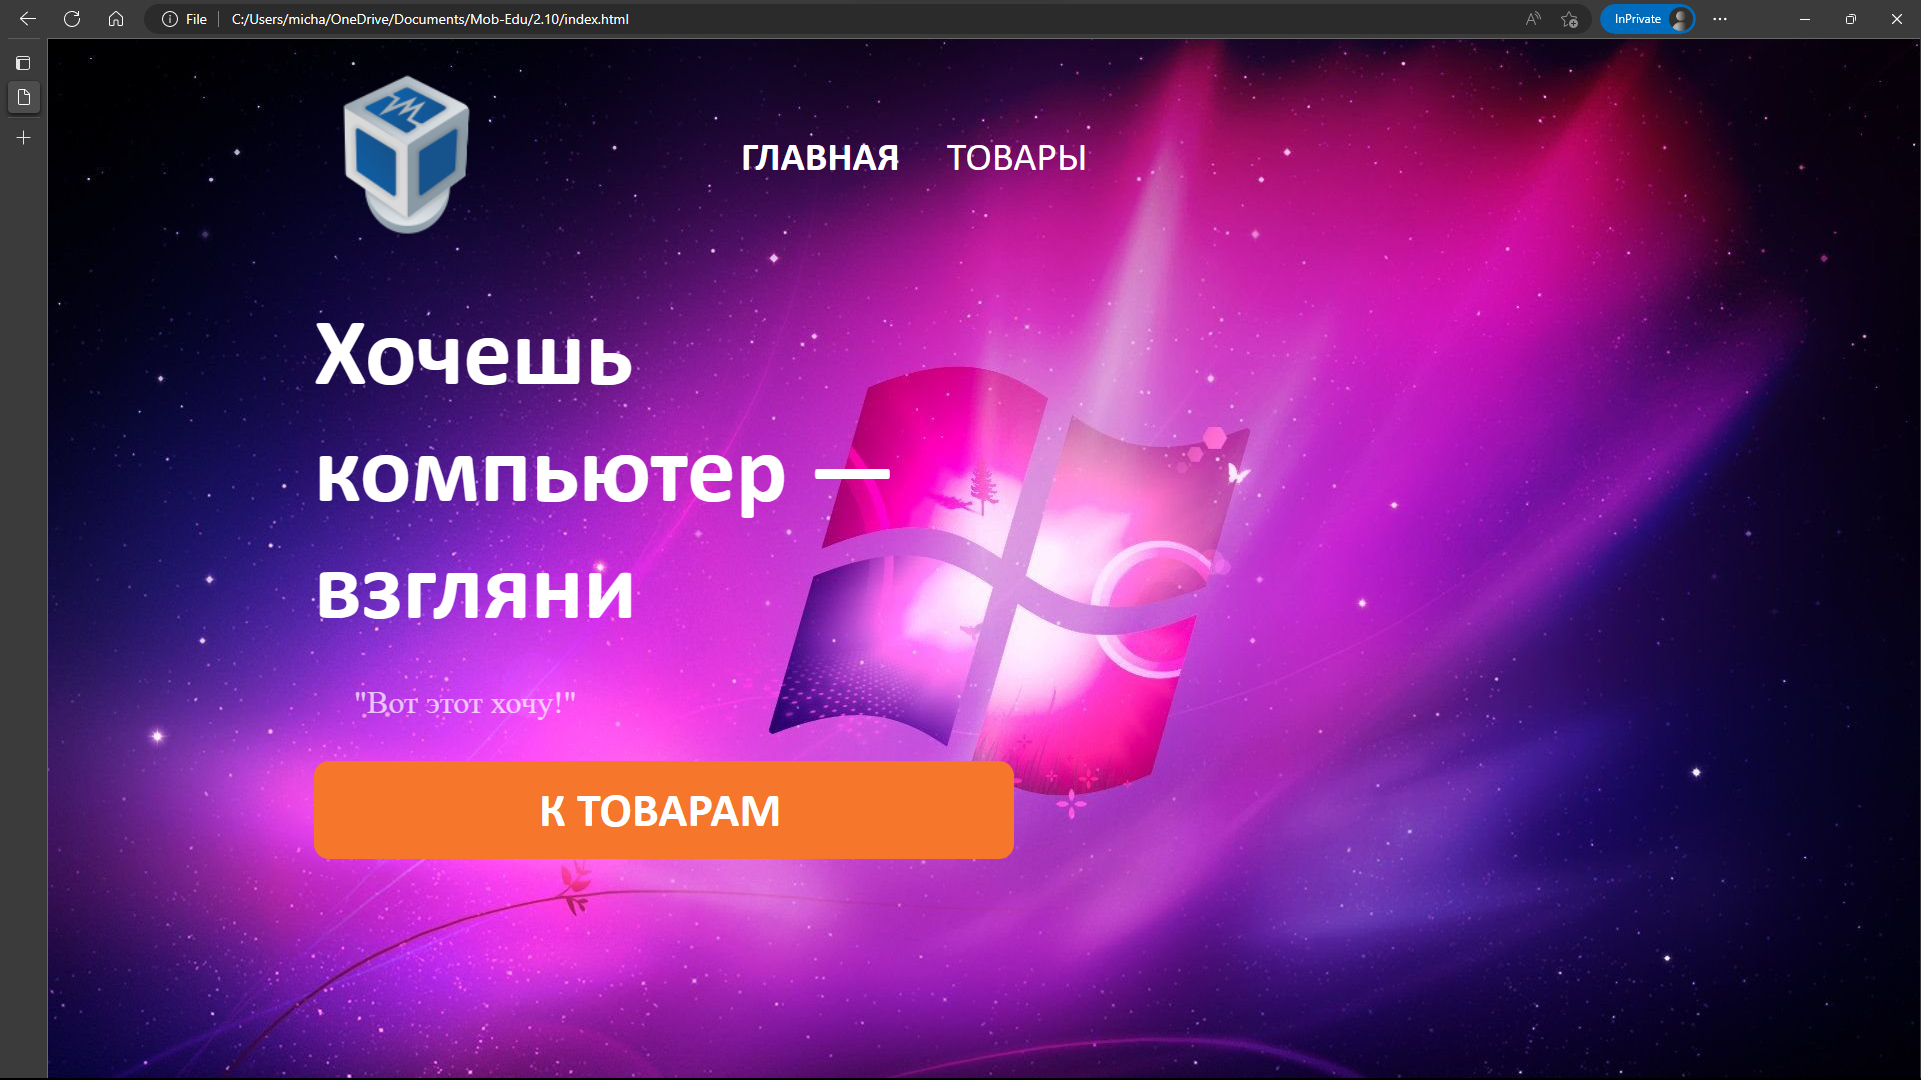 File
C:/Users/micha/OneDrive/Documents/Mob-Edu/2.10/index.html
InPrivate
ГЛАВНАЯ ТОВАРЫ
Хочешь
компьютер —
взгляни
"Вот этот хочу!"
К ТОВАРАМ